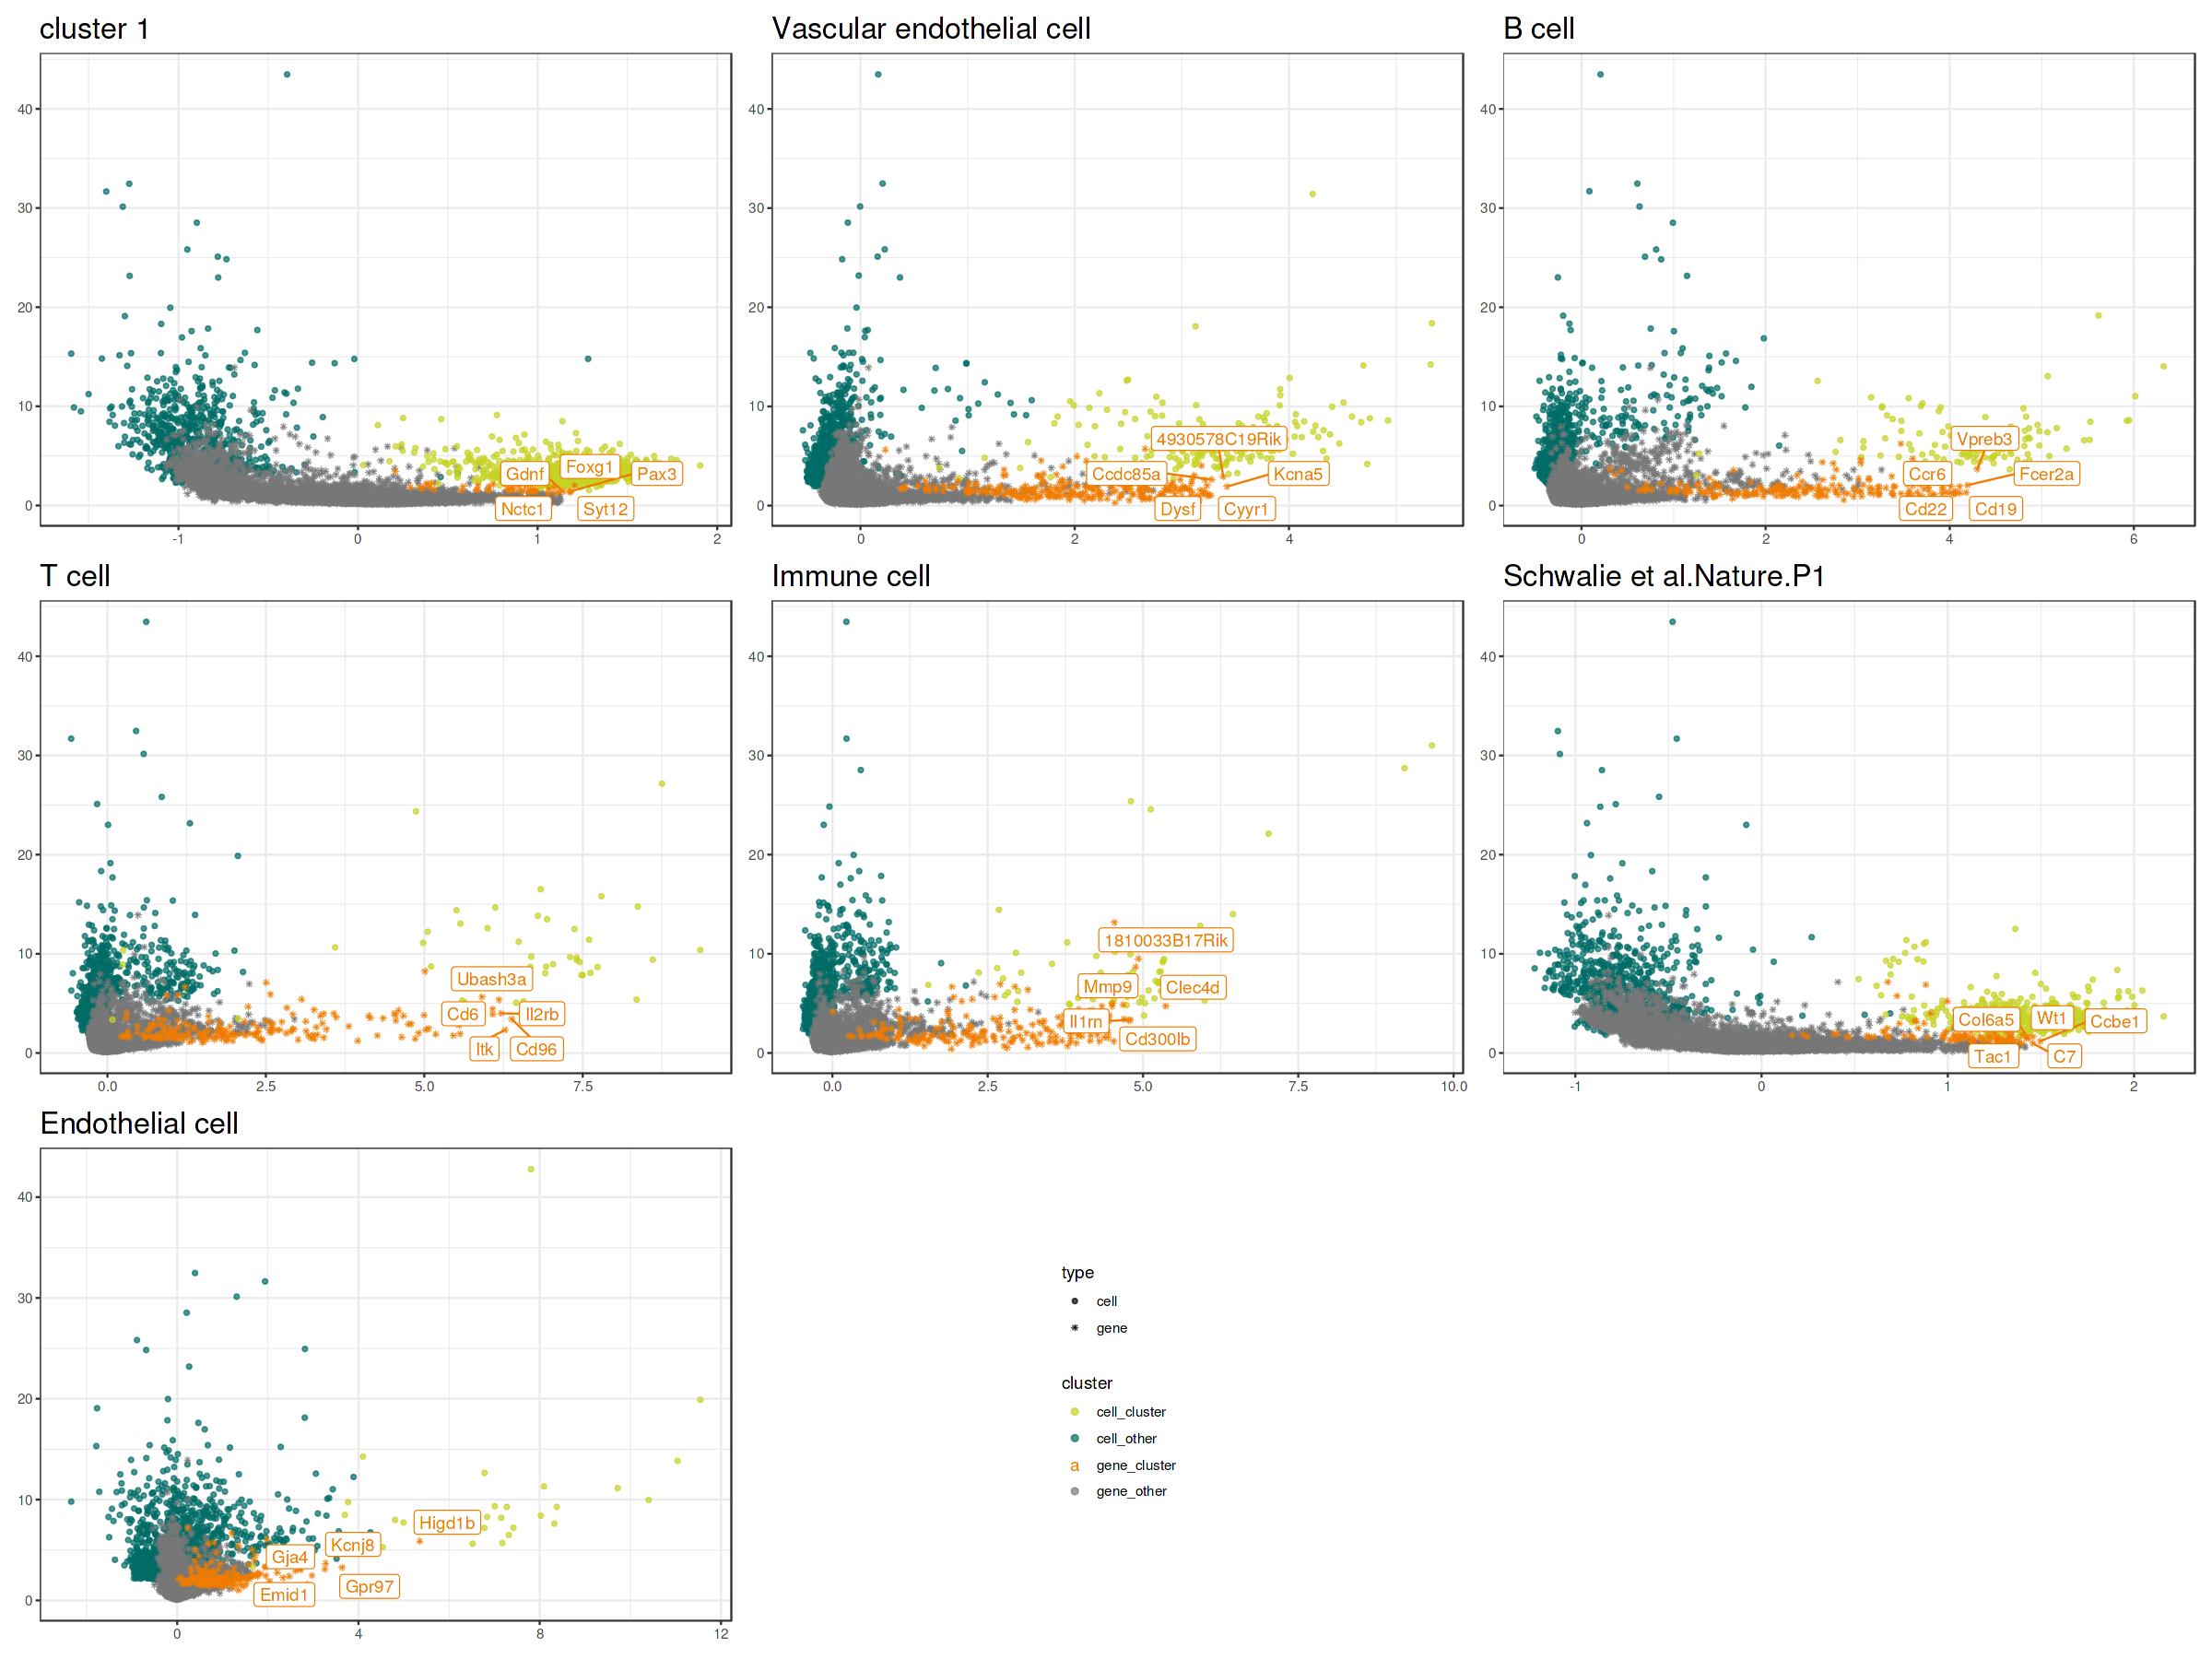 cluster 1
Vascular endothelial cell
B cell
40
30
20
10
0
Gdnf
Foxg1
Pax3
Nctc1
Syt12
-1
0
1
2
40
30
20
10
0
4930578C19Rik
Ccdc85a
Kcna5
Dysf
Cyyr1
0
2
4
40
30
20
10
0
Vpreb3
Ccr6
Fcer2a
Cd22
Cd19
0
2
4
6
T cell
Immune cell
Schwalie et al.Nature.P1
40
30
20
10
0
Ubash3a
Cd6
Il2rb
Itk
Cd96
0.0
2.5
5.0
7.5
40
30
20
10
0
1810033B17Rik
Mmp9
Clec4d
Il1rn
Cd300lb
0.0
2.5
5.0
7.5
10.0
40
30
20
10
0
Col6a5
Wt1
Ccbe1
Tac1
C7
-1
0
1
2
Endothelial cell
40
30
20
10
0
Higd1b
Kcnj8
Gja4
Gpr97
Emid1
0
4
8
12
type
cell
gene
cluster
cell_cluster
cell_other
a gene_cluster
gene_other